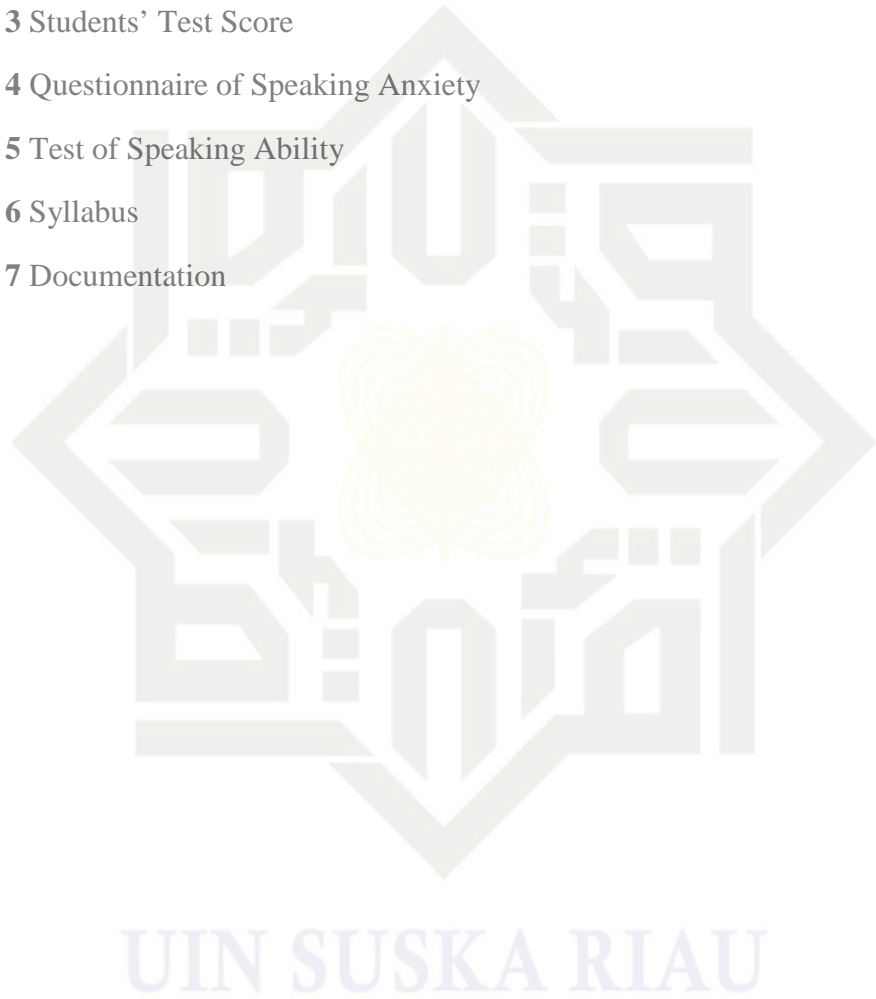 3 Students’ Test Score
4 Questionnaire of Speaking Anxiety
5 Test of Speaking Ability
6 Syllabus
7 Documentation
UIN SUSKA RIAU